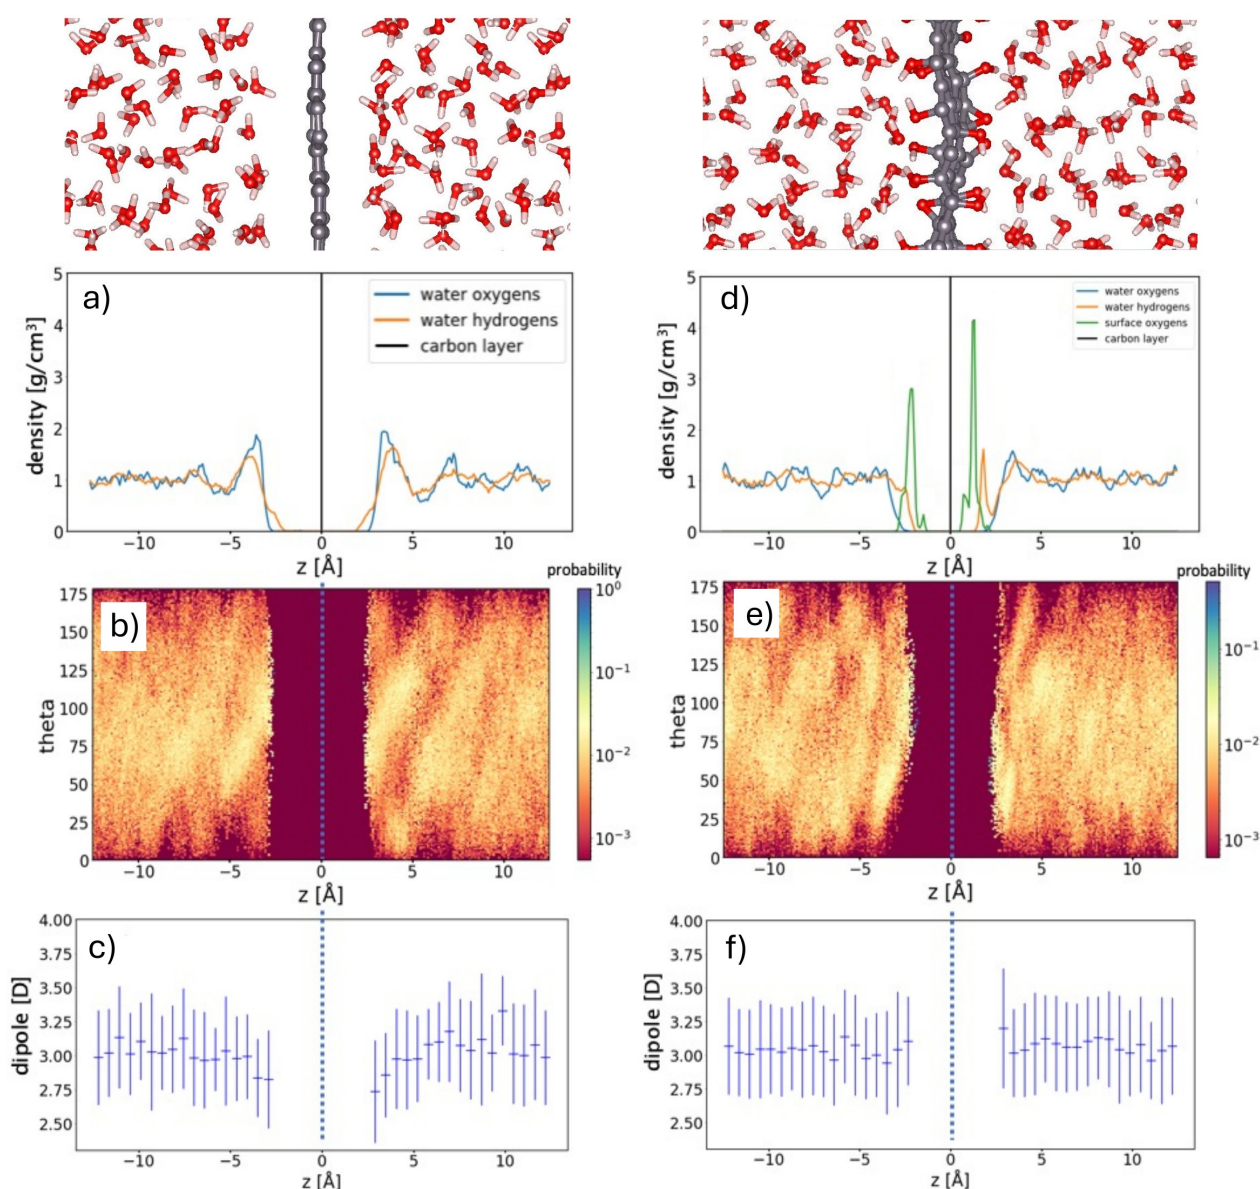 a)
density [g/cm³]
5
4
3
2
1
0
water oxygens
water hydrogens
carbon layer
−10
−5
0
5
10
z [Å]
d)
density [g/cm³]
5
4
3
2
1
0
water oxygens
water hydrogens
surface oxygens
carbon layer
−10
−5
0
5
10
z [Å]
b)
theta
175
150
125
100
75
50
25
0
−10
−5
0
5
10
z [Å]
probability
10⁰
10⁻¹
10⁻²
10⁻³
e)
theta
175
150
125
100
75
50
25
0
−10
−5
0
5
10
z [Å]
probability
10⁻¹
10⁻²
10⁻³
c)
dipole [D]
4.00
3.75
3.50
3.25
3.00
2.75
2.50
−10
−5
0
5
10
z [Å]
f)
dipole [D]
4.00
3.75
3.50
3.25
3.00
2.75
2.50
−10
−5
0
5
10
z [Å]